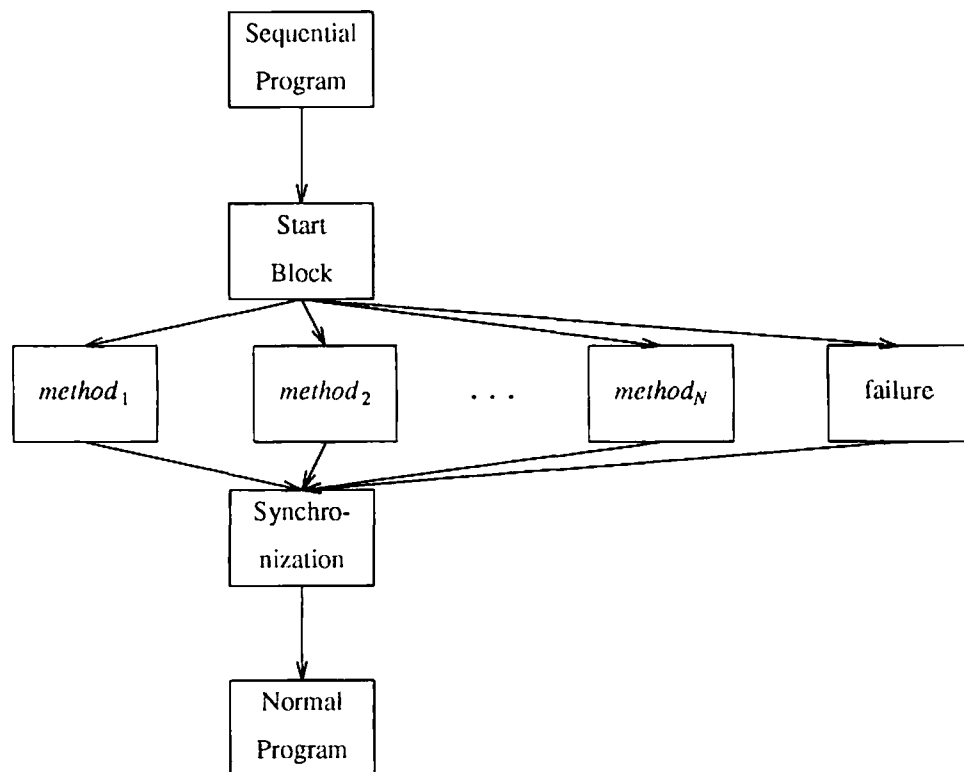 Sequential
Program
Start
Block
method₁
method₂
. . .
methodN
failure
Synchro-
nization
Normal
Program